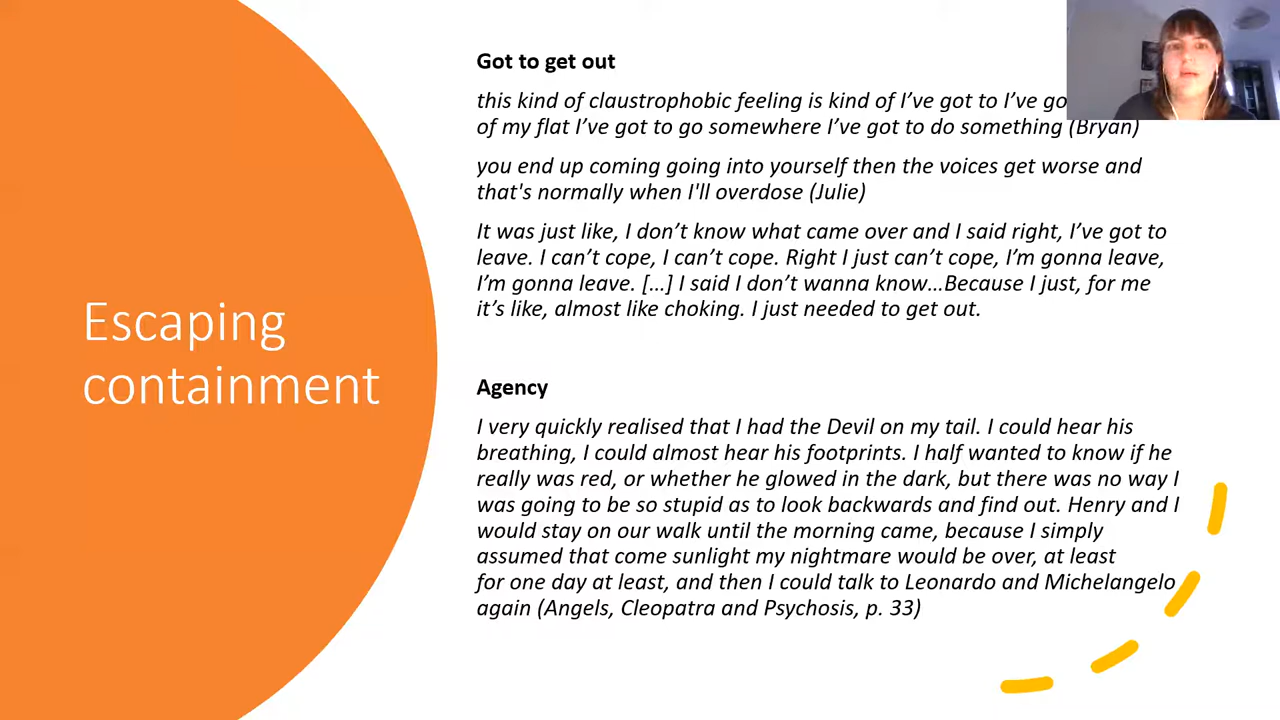 Got to get out
this kind of claustrophobic feeling is kind of I’ve got to I’ve go
of my flat I’ve got to go somewhere I’ve got to do something (Bryan)
you end up coming going into yourself then the voices get worse and
that's normally when I'll overdose (Julie)
It was just like, I don’t know what came over and I said right, I’ve got to
leave. I can’t cope, I can’t cope. Right I just can’t cope, I’m gonna leave,
I’m gonna leave. […] I said I don’t wanna know…Because I just, for me
it’s like, almost like choking. I just needed to get out.
Escaping
containment
Agency
I very quickly realised that I had the Devil on my tail. I could hear his
breathing, I could almost hear his footprints. I half wanted to know if he
really was red, or whether he glowed in the dark, but there was no way I
was going to be so stupid as to look backwards and find out. Henry and I
would stay on our walk until the morning came, because I simply
assumed that come sunlight my nightmare would be over, at least
for one day at least, and then I could talk to Leonardo and Michelangelo
again (Angels, Cleopatra and Psychosis, p. 33)